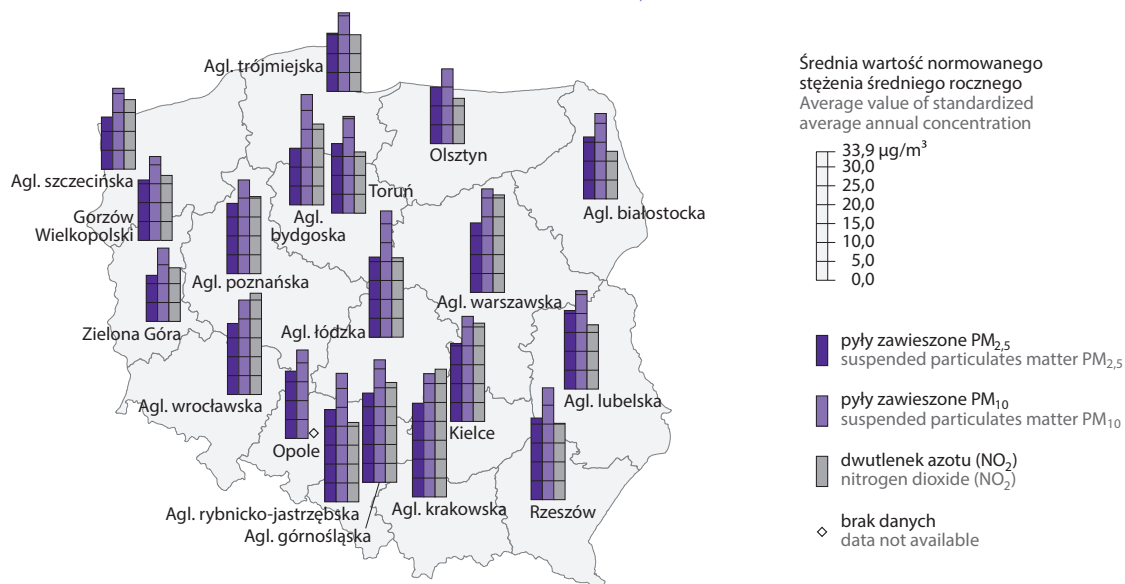 Agl. trójmiejska
Olsztyn
Agl. szczecińska
Toruń
Agl. białostocka
Gorzów
Wielkopolski
Agl.
bydgoska
Agl. poznańska
Agl. warszawska
Zielona Góra
Agl. łódzka
Agl. wrocławska
Agl. lubelska
Opole
Kielce
Agl. rybnicko-jastrzębska
Agl. górnośląska
Agl. krakowska
Rzeszów
Średnia wartość normowanego
stężenia średniego rocznego
Average value of standardized
average annual concentration
33,9 µg/m³
30,0
25,0
20,0
15,0
10,0
5,0
0,0
pyły zawieszone PM2,5
suspended particulates matter PM2,5
pyły zawieszone PM10
suspended particulates matter PM10
dwutlenek azotu (NO2)
nitrogen dioxide (NO2)
brak danych
data not available